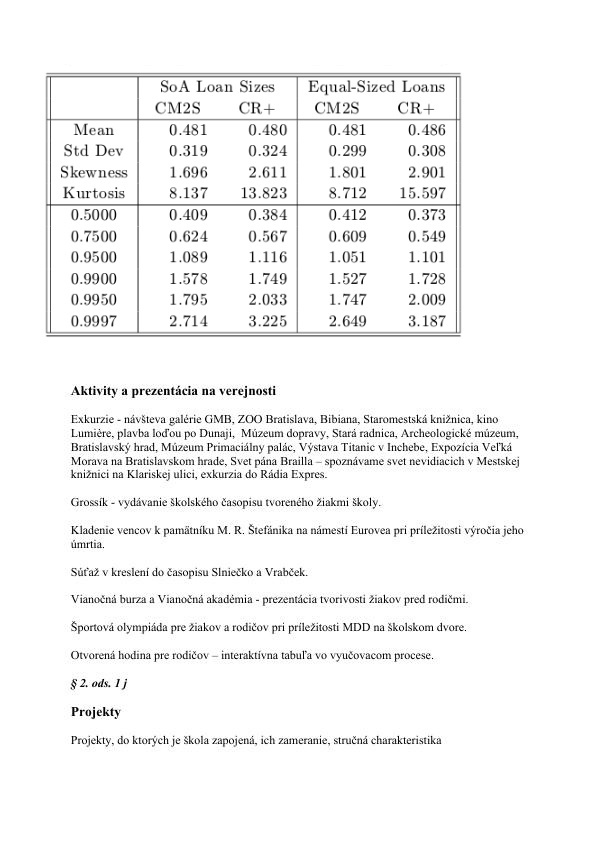 SoA Loan Sizes Equal-Sized Loans
CM2S CR+ CM2S CR+
Mean 0.481 0.480 0.481 0.486
Std Dev 0.319 0.324 0.299 0.308
Skewness 1.696 2.611 1.801 2.901
Kurtosis 8.137 13.823 8.712 15.597
0.5000 0.409 0.384 0.412 0.373
0.7500 0.624 0.567 0.609 0.549
0.9500 1.089 1.116 1.051 1.101
0.9900 1.578 1.749 1.527 1.728
0.9950 1.795 2.033 1.747 2.009
0.9997 2.714 3.225 2.649 3.187
Aktivity a prezentácia na verejnosti
Exkurzie - návšteva galérie GMB, ZOO Bratislava, Bibiana, Staromestská knižnica, kino
Lumière, plavba loďou po Dunaji, Múzeum dopravy, Stará radnica, Archeologické múzeum,
Bratislavský hrad, Múzeum Primaciálny palác, Výstava Titanic v Inchebe, Expozícia Veľká
Morava na Bratislavskom hrade, Svet pána Brailla – spoznávame svet nevidiacich v Mestskej
knižnici na Klariskej ulici, exkurzia do Rádia Expres.
Grossík - vydávanie školského časopisu tvoreného žiakmi školy.
Kladenie vencov k pamätníku M. R. Štefánika na námestí Eurovea pri príležitosti výročia jeho
úmrtia.
Súťaž v kreslení do časopisu Slniečko a Vrabček.
Vianočná burza a Vianočná akadémia - prezentácia tvorivosti žiakov pred rodičmi.
Športová olympiáda pre žiakov a rodičov pri príležitosti MDD na školskom dvore.
Otvorená hodina pre rodičov – interaktívna tabuľa vo vyučovacom procese.
§ 2. ods. 1 j
Projekty
Projekty, do ktorých je škola zapojená, ich zameranie, stručná charakteristika